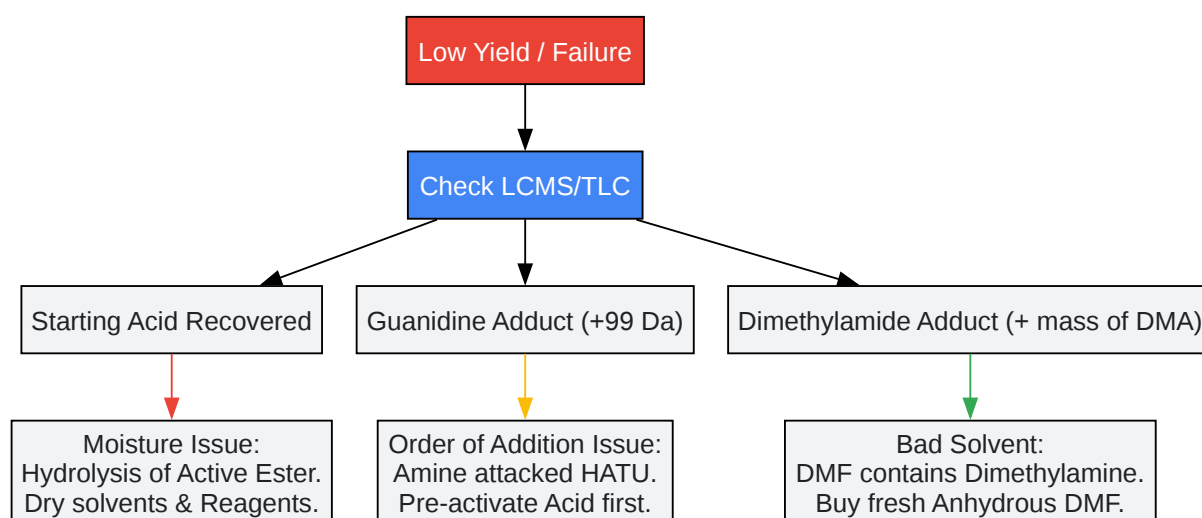 Low Yield / Failure
Check LCMS/TLC
Starting Acid Recovered
Guanidine Adduct (+99 Da)
Dimethylamide Adduct (+ mass of DMA)
Moisture Issue:
Hydrolysis of Active Ester.
Dry solvents & Reagents.
Order of Addition Issue:
Amine attacked HATU.
Pre-activate Acid first.
Bad Solvent:
DMF contains Dimethylamine.
Buy fresh Anhydrous DMF.